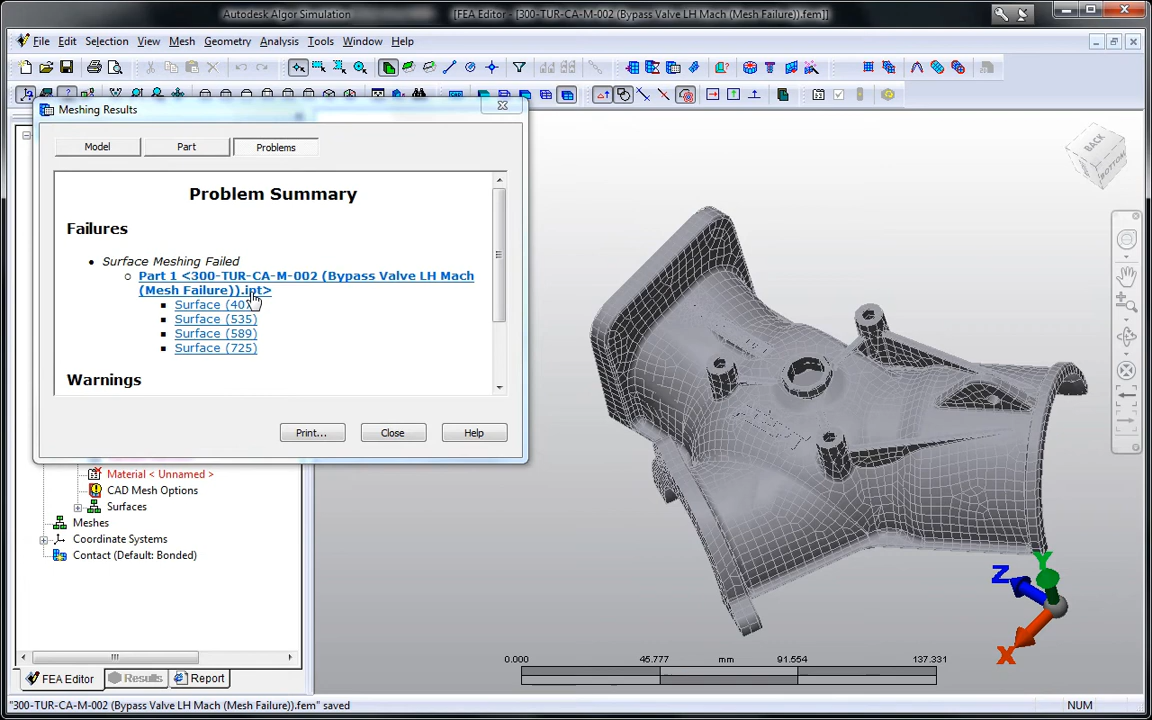 Autodesk Algor Simulation
[FEA Editor - [300-TUR-CA-M-002 (Bypass Valve LH Mach (Mesh Failure)).fem]]
File Edit Selection View Mesh Geometry Analysis Tools Window Help
Meshing Results
Model Part Problems
Problem Summary
Failures
Surface Meshing Failed
Part 1 <300-TUR-CA-M-002 (Bypass Valve LH Mach
(Mesh Failure)).ipt>
Surface (40
Surface (535)
Surface (589)
Surface (725)
Warnings
Print... Close Help
Material < Unnamed >
CAD Mesh Options
Surfaces
Meshes
Coordinate Systems
Contact (Default: Bonded)
BACK
BOTTOM
Y
Z
X
0.000 45.777 mm 91.554 137.331
FEA Editor Results Report
"300-TUR-CA-M-002 (Bypass Valve LH Mach (Mesh Failure)).fem" saved
NUM